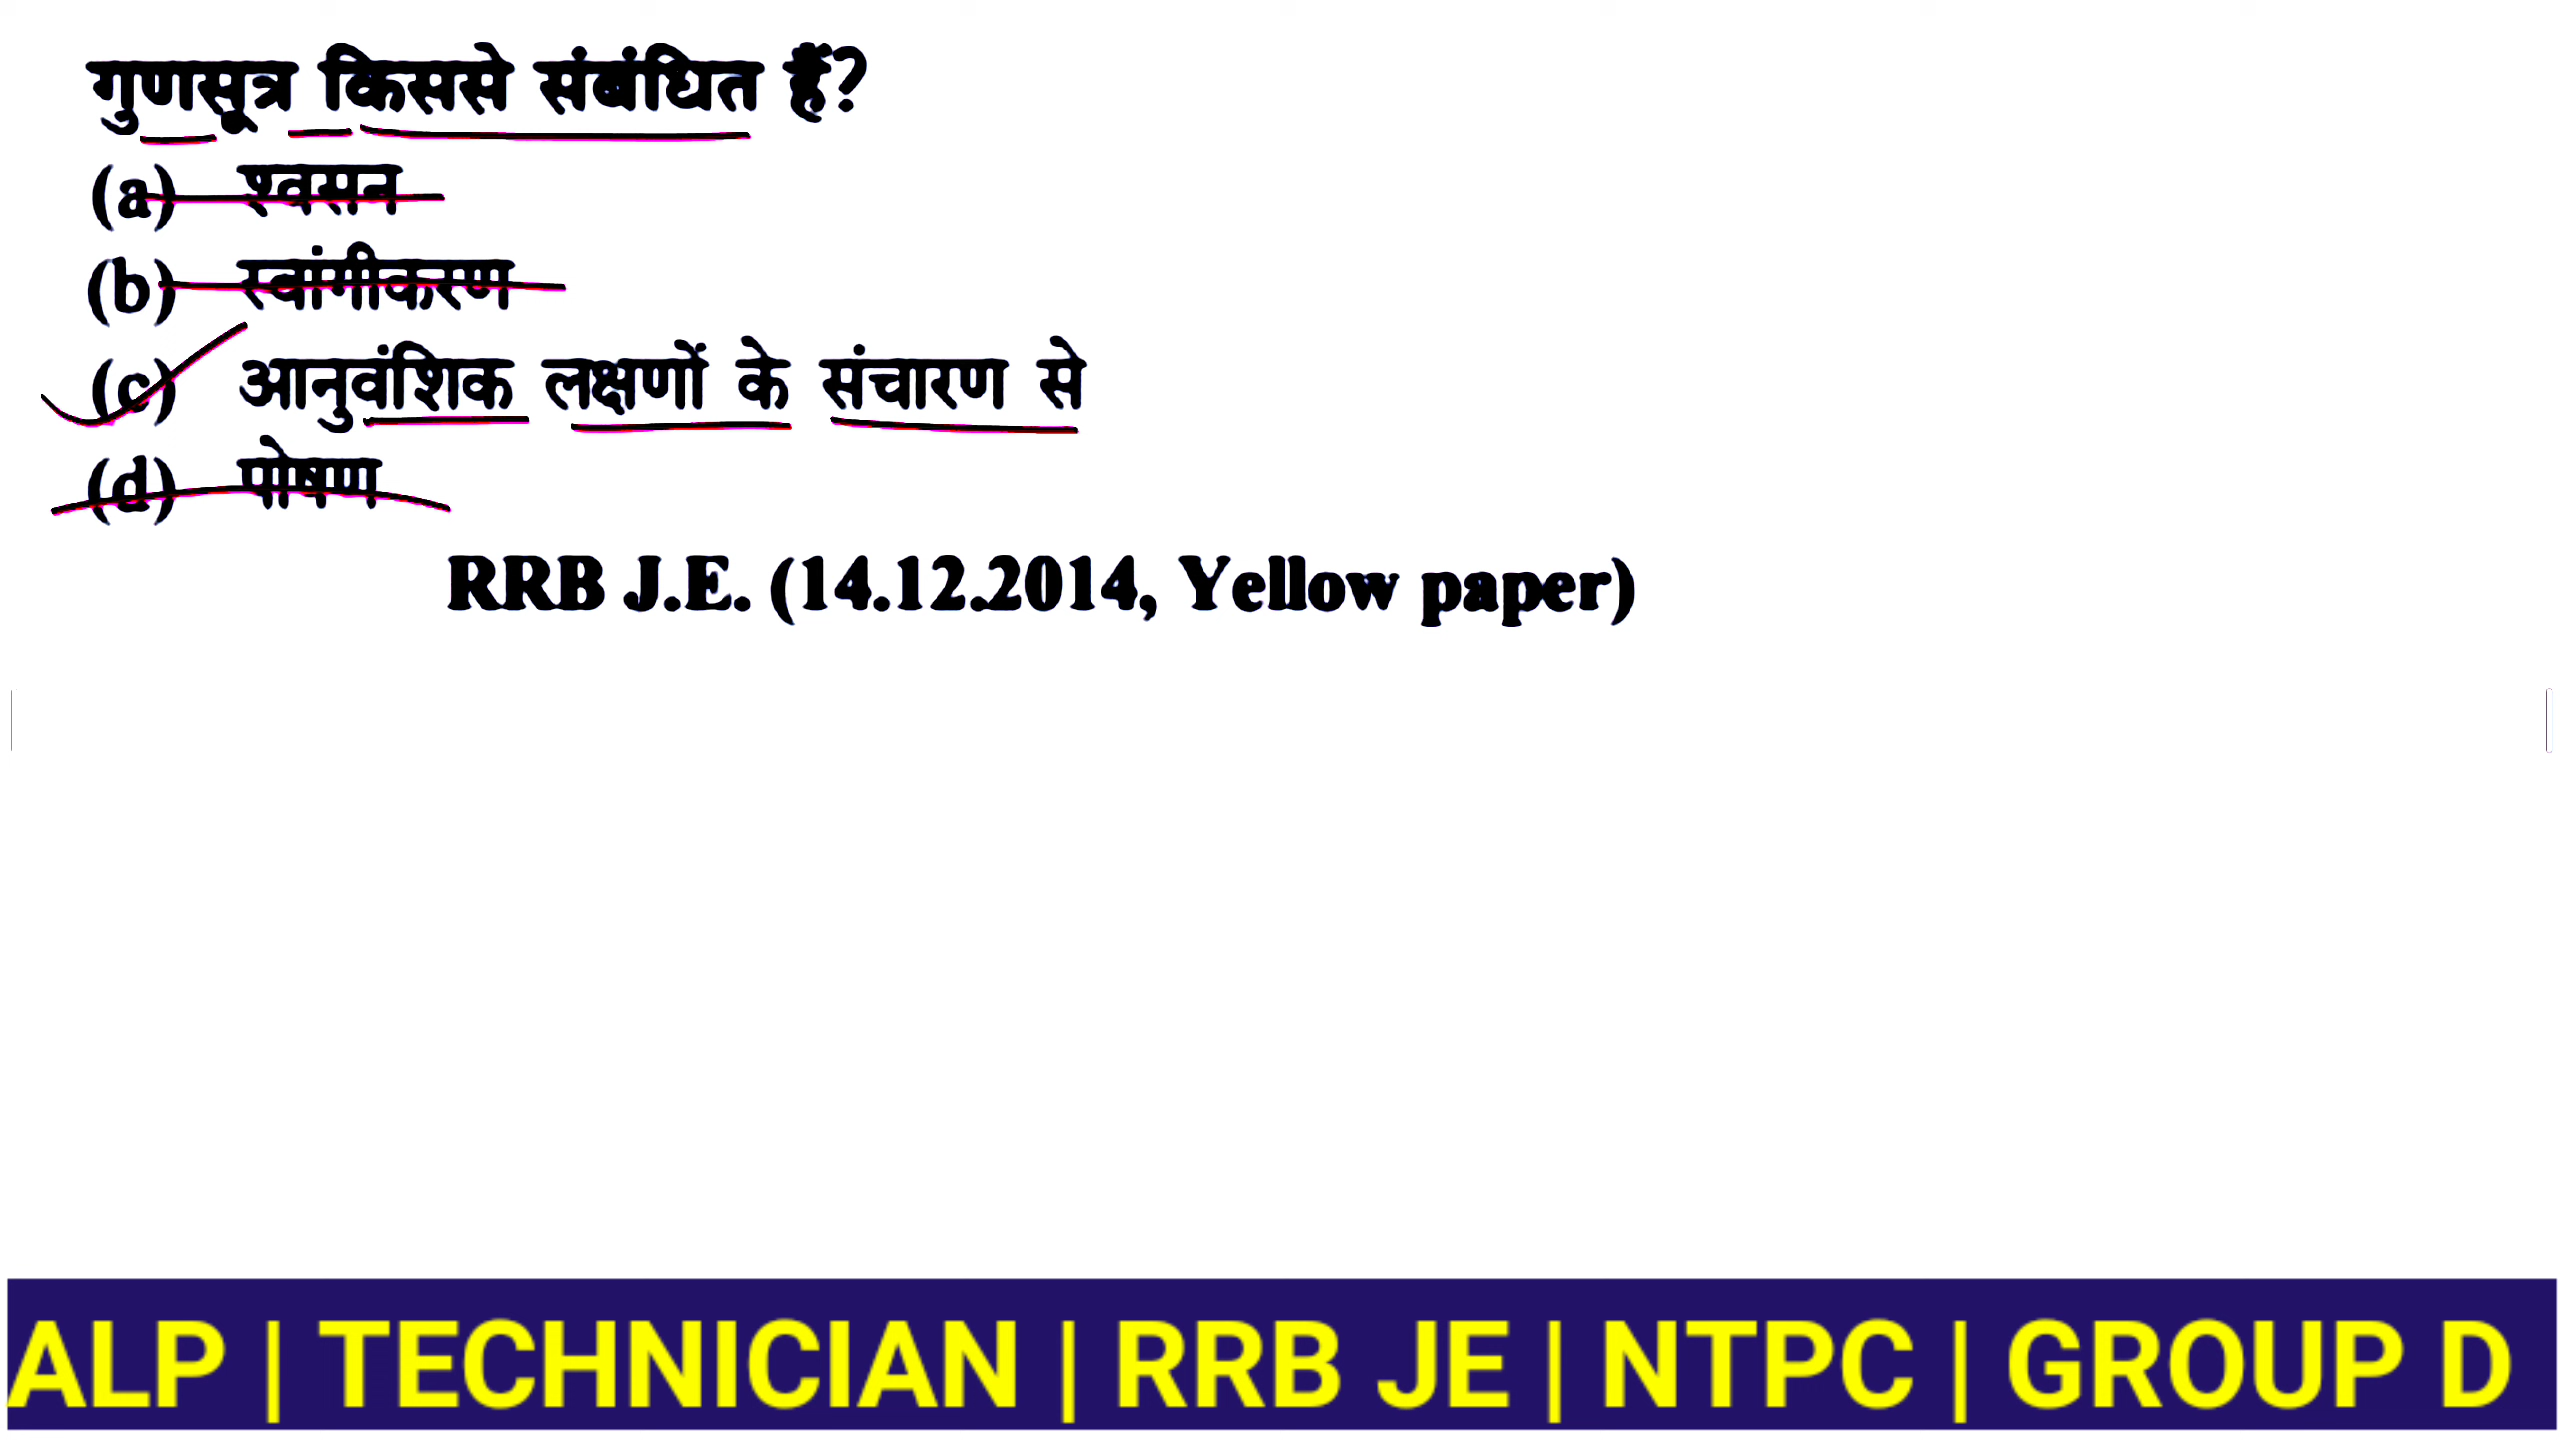 गुणसूत्र किससे संबंधित हैं?
(a) श्वसन
(b) स्वांगीकरण
(c) आनुवंशिक लक्षणों के संचारण से
(d) पोषण
RRB J.E. (14.12.2014, Yellow paper)
ALP | TECHNICIAN | RRB JE | NTPC | GROUP D